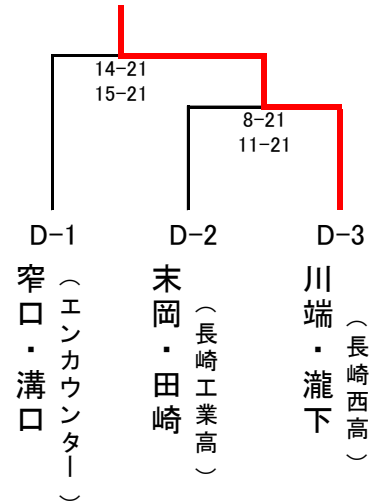 14-21
15-21
8-21
11-21
D-1
D-2
D-3
窄口・溝口
（エンカウンター）
末岡・田崎
（長崎工業高）
川端・瀧下
（長崎西高）